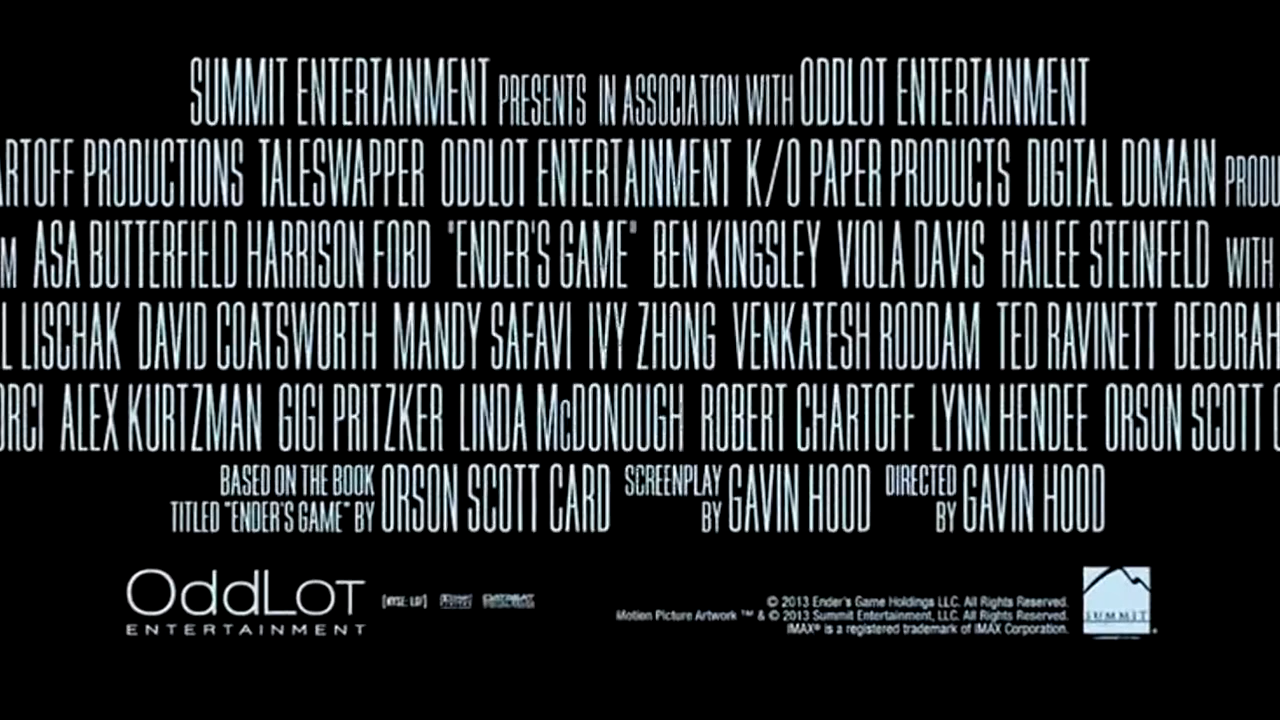 SUMMIT ENTERTAINMENT PRESENTS IN ASSOCIATION WITH ODDLOT ENTERTAINMENT
ARTOFF PRODUCTIONS TALESWAPPER ODDLOT ENTERTAINMENT K/O PAPER PRODUCTS DIGITAL DOMAIN PRODU
M ASA BUTTERFIELD HARRISON FORD "ENDER'S GAME" BEN KINGSLEY VIOLA DAVIS HAILEE STEINFELD WITH
L LISCHAK DAVID COATSWORTH MANDY SAFAVI IVY ZHONG VENKATESH RODDAM TED RAVINETT DEBORAH
ORCI ALEX KURTZMAN GIGI PRITZKER LINDA McDONOUGH ROBERT CHARTOFF LYNN HENDEE ORSON SCOTT C
BASED ON THE BOOK TITLED "ENDER'S GAME" BY ORSON SCOTT CARD SCREENPLAY BY GAVIN HOOD DIRECTED BY GAVIN HOOD
OddLot
ENTERTAINMENT
© 2013 Ender's Game Holdings LLC. All Rights Reserved.
Motion Picture Artwork ™ & © 2013 Summit Entertainment, LLC. All Rights Reserved.
IMAX® is a registered trademark of IMAX Corporation.
SUMMIT